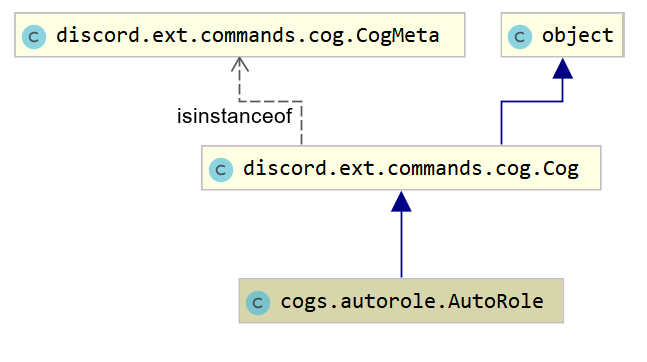 C discord.ext.commands.cog.CogMeta
C object
isinstanceof
C discord.ext.commands.cog.Cog
C cogs.autorole.AutoRole